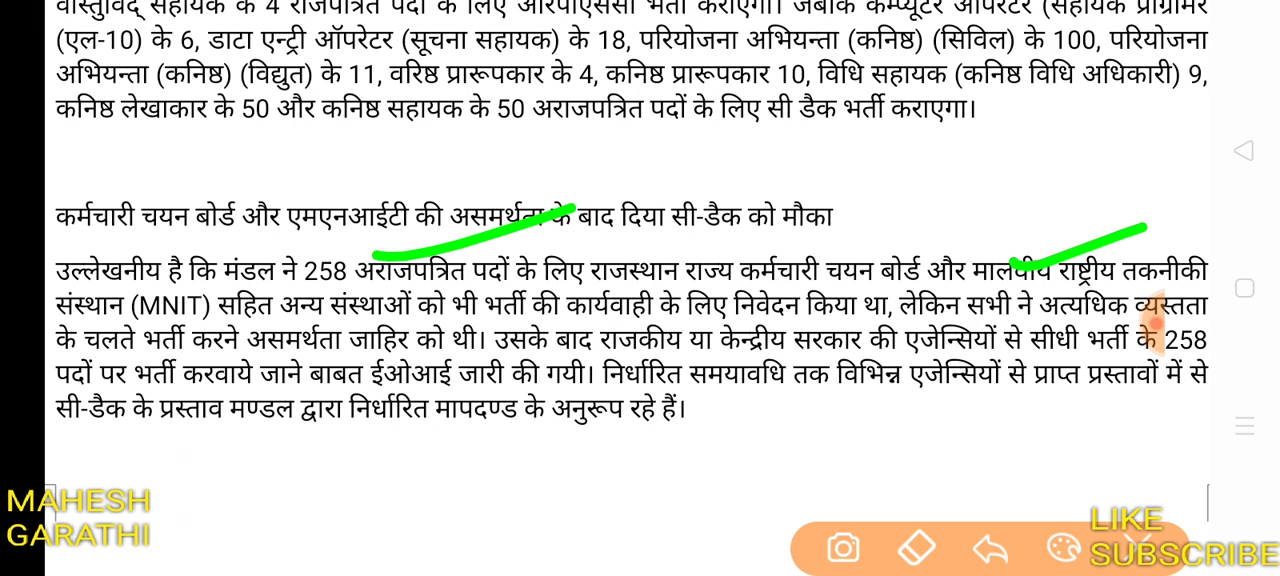 वास्तुविद् सहायक के 4 राजपत्रित पदों के लिए आरपीएससी भर्ती कराएगा। जबकि कम्प्यूटर ऑपरेटर (सहायक प्रोग्रामर
(एल-10) के 6, डाटा एन्ट्री ऑपरेटर (सूचना सहायक) के 18, परियोजना अभियन्ता (कनिष्ठ) (सिविल) के 100, परियोजना
अभियन्ता (कनिष्ठ) (विद्युत) के 11, वरिष्ठ प्रारूपकार के 4, कनिष्ठ प्रारूपकार 10, विधि सहायक (कनिष्ठ विधि अधिकारी) 9,
कनिष्ठ लेखाकार के 50 और कनिष्ठ सहायक के 50 अराजपत्रित पदों के लिए सी डैक भर्ती कराएगा।
कर्मचारी चयन बोर्ड और एमएनआईटी की असमर्थता के बाद दिया सी-डैक को मौका
उल्लेखनीय है कि मंडल ने 258 अराजपत्रित पदों के लिए राजस्थान राज्य कर्मचारी चयन बोर्ड और मालवीय राष्ट्रीय तकनीकी
संस्थान (MNIT) सहित अन्य संस्थाओं को भी भर्ती की कार्यवाही के लिए निवेदन किया था, लेकिन सभी ने अत्यधिक व्यस्तता
के चलते भर्ती करने असमर्थता जाहिर को थी। उसके बाद राजकीय या केन्द्रीय सरकार की एजेन्सियों से सीधी भर्ती के 258
पदों पर भर्ती करवाये जाने बाबत ईओआई जारी की गयी। निर्धारित समयावधि तक विभिन्न एजेन्सियों से प्राप्त प्रस्तावों में से
सी-डैक के प्रस्ताव मण्डल द्वारा निर्धारित मापदण्ड के अनुरूप रहे हैं।
MAHESH
GARATHI
LIKE
SUBSCRIBE